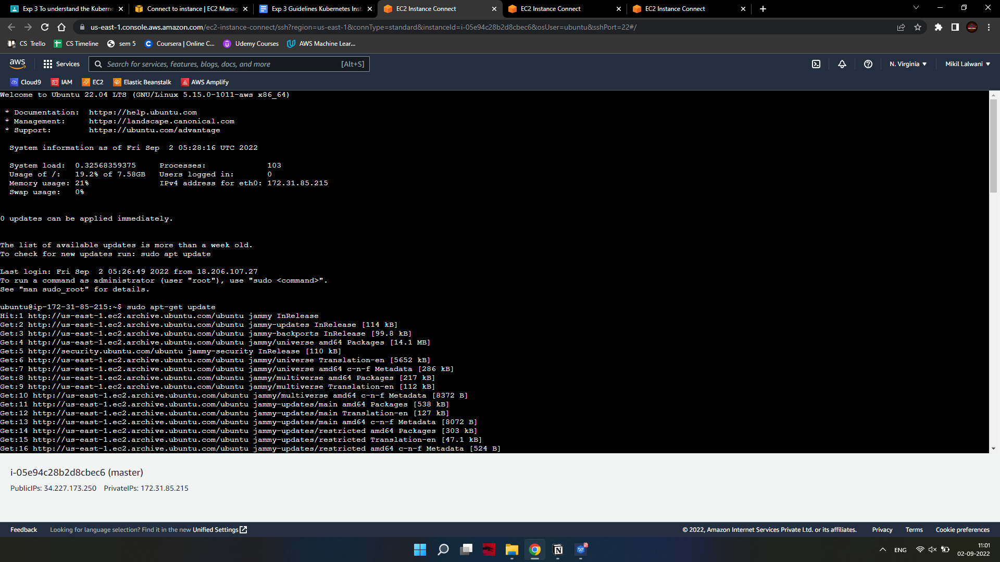 Exp 3 To understand the Kuberne
Connect to instance | EC2 Manag
Exp 3 Guidelines Kubernetes Inst
EC2 Instance Connect
EC2 Instance Connect
EC2 Instance Connect
us-east-1.console.aws.amazon.com/ec2-instance-connect/ssh?region=us-east-1&connType=standard&instanceId=i-05e94c28b2d8cbec6&osUser=ubuntu&sshPort=22#/
CS Trello
CS Timeline
sem 5
Coursera | Online C...
Udemy Courses
AWS Machine Lear...
aws
Services
Search for services, features, blogs, docs, and more
[Alt+S]
N. Virginia
Mikil Lalwani
Cloud9
IAM
EC2
Elastic Beanstalk
AWS Amplify
Welcome to Ubuntu 22.04 LTS (GNU/Linux 5.15.0-1011-aws x86_64)
* Documentation:  https://help.ubuntu.com
* Management:     https://landscape.canonical.com
* Support:        https://ubuntu.com/advantage
System information as of Fri Sep  2 05:28:16 UTC 2022
System load:  0.32568359375     Processes:             103
Usage of /:   19.2% of 7.58GB   Users logged in:       0
Memory usage: 21%               IPv4 address for eth0: 172.31.85.215
Swap usage:   0%
0 updates can be applied immediately.
The list of available updates is more than a week old.
To check for new updates run: sudo apt update
Last login: Fri Sep  2 05:26:49 2022 from 18.206.107.27
To run a command as administrator (user "root"), use "sudo <command>".
See "man sudo_root" for details.
ubuntu@ip-172-31-85-215:~$ sudo apt-get update
Hit:1 http://us-east-1.ec2.archive.ubuntu.com/ubuntu jammy InRelease
Get:2 http://us-east-1.ec2.archive.ubuntu.com/ubuntu jammy-updates InRelease [114 kB]
Get:3 http://us-east-1.ec2.archive.ubuntu.com/ubuntu jammy-backports InRelease [99.8 kB]
Get:4 http://us-east-1.ec2.archive.ubuntu.com/ubuntu jammy/universe amd64 Packages [14.1 MB]
Get:5 http://security.ubuntu.com/ubuntu jammy-security InRelease [110 kB]
Get:6 http://us-east-1.ec2.archive.ubuntu.com/ubuntu jammy/universe Translation-en [5652 kB]
Get:7 http://us-east-1.ec2.archive.ubuntu.com/ubuntu jammy/universe amd64 c-n-f Metadata [286 kB]
Get:8 http://us-east-1.ec2.archive.ubuntu.com/ubuntu jammy/multiverse amd64 Packages [217 kB]
Get:9 http://us-east-1.ec2.archive.ubuntu.com/ubuntu jammy/multiverse Translation-en [112 kB]
Get:10 http://us-east-1.ec2.archive.ubuntu.com/ubuntu jammy/multiverse amd64 c-n-f Metadata [8372 B]
Get:11 http://us-east-1.ec2.archive.ubuntu.com/ubuntu jammy-updates/main amd64 Packages [538 kB]
Get:12 http://us-east-1.ec2.archive.ubuntu.com/ubuntu jammy-updates/main Translation-en [127 kB]
Get:13 http://us-east-1.ec2.archive.ubuntu.com/ubuntu jammy-updates/main amd64 c-n-f Metadata [8072 B]
Get:14 http://us-east-1.ec2.archive.ubuntu.com/ubuntu jammy-updates/restricted amd64 Packages [303 kB]
Get:15 http://us-east-1.ec2.archive.ubuntu.com/ubuntu jammy-updates/restricted Translation-en [47.1 kB]
Get:16 http://us-east-1.ec2.archive.ubuntu.com/ubuntu jammy-updates/restricted amd64 c-n-f Metadata [524 B]
i-05e94c28b2d8cbec6 (master)
PublicIPs: 34.227.173.250   PrivateIPs: 172.31.85.215
Feedback
Looking for language selection? Find it in the new Unified Settings
© 2022, Amazon Internet Services Private Ltd. or its affiliates.
Privacy
Terms
Cookie preferences
ENG
11:01
02-09-2022